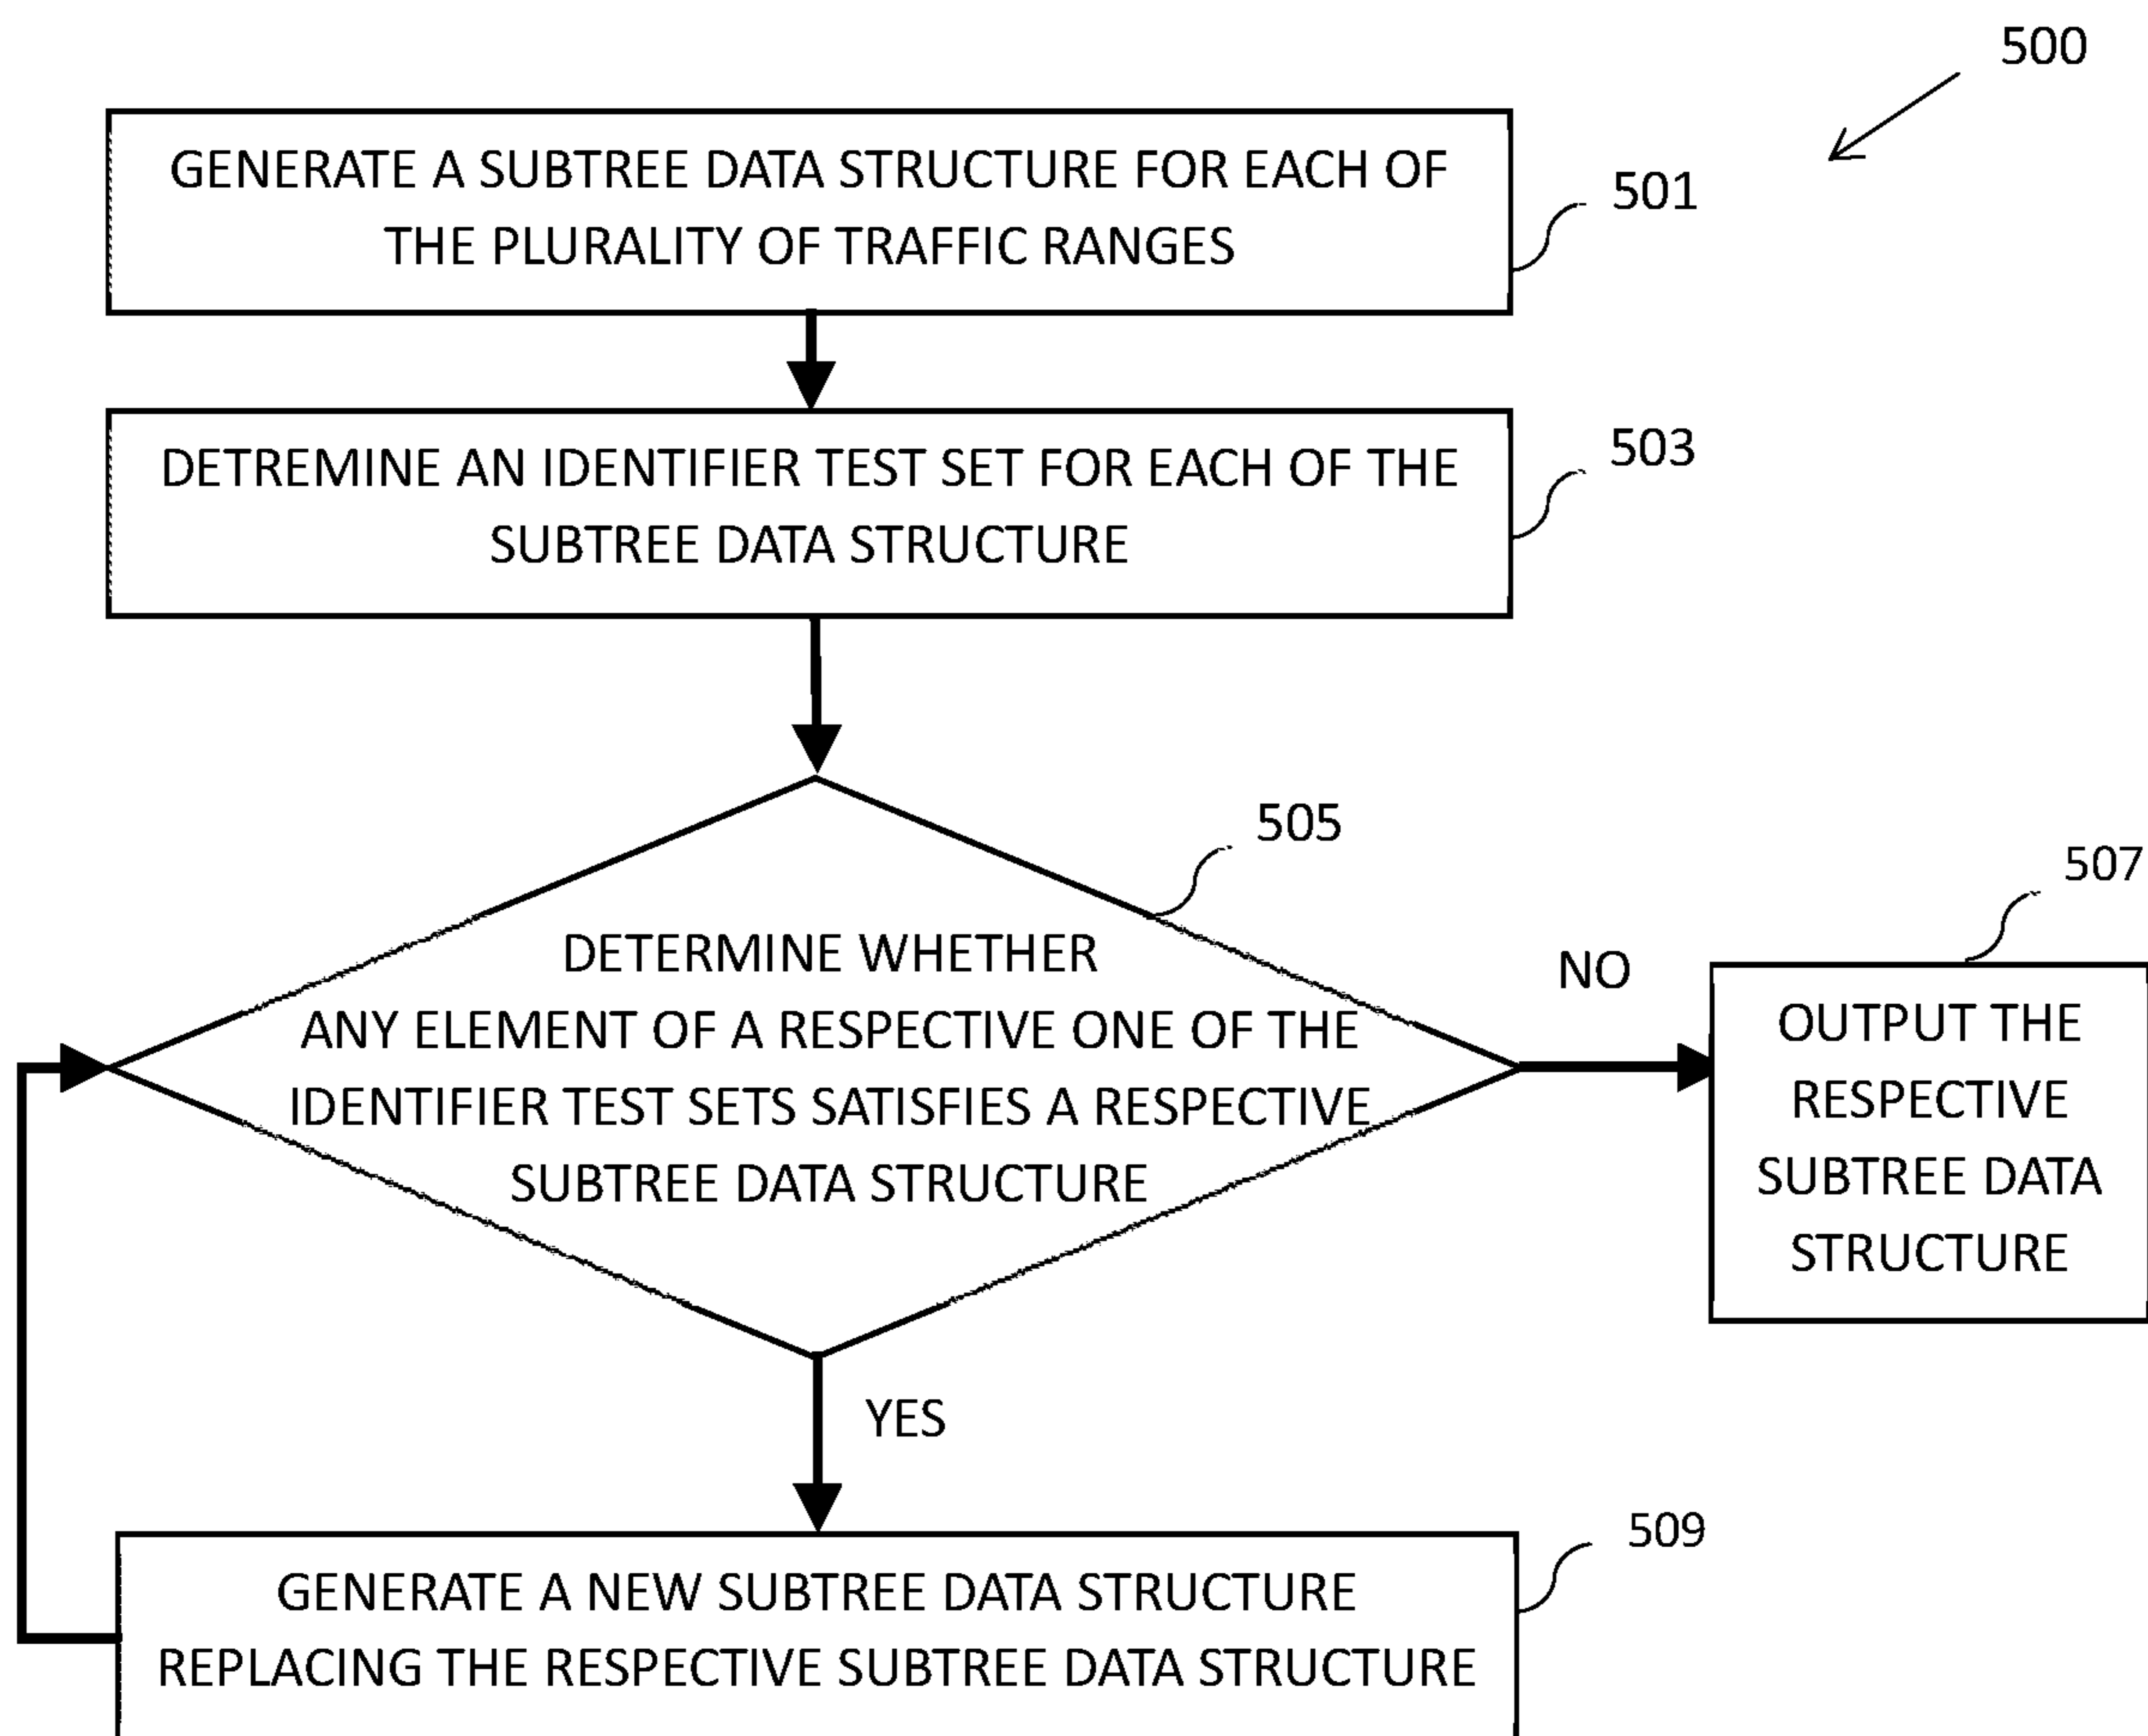 500
GENERATE A SUBTREE DATA STRUCTURE FOR EACH OF
THE PLURALITY OF TRAFFIC RANGES
501
DETREMINE AN IDENTIFIER TEST SET FOR EACH OF THE
SUBTREE DATA STRUCTURE
503
505
DETERMINE WHETHER
ANY ELEMENT OF A RESPECTIVE ONE OF THE
IDENTIFIER TEST SETS SATISFIES A RESPECTIVE
SUBTREE DATA STRUCTURE
NO
507
OUTPUT THE
RESPECTIVE
SUBTREE DATA
STRUCTURE
YES
509
GENERATE A NEW SUBTREE DATA STRUCTURE
REPLACING THE RESPECTIVE SUBTREE DATA STRUCTURE